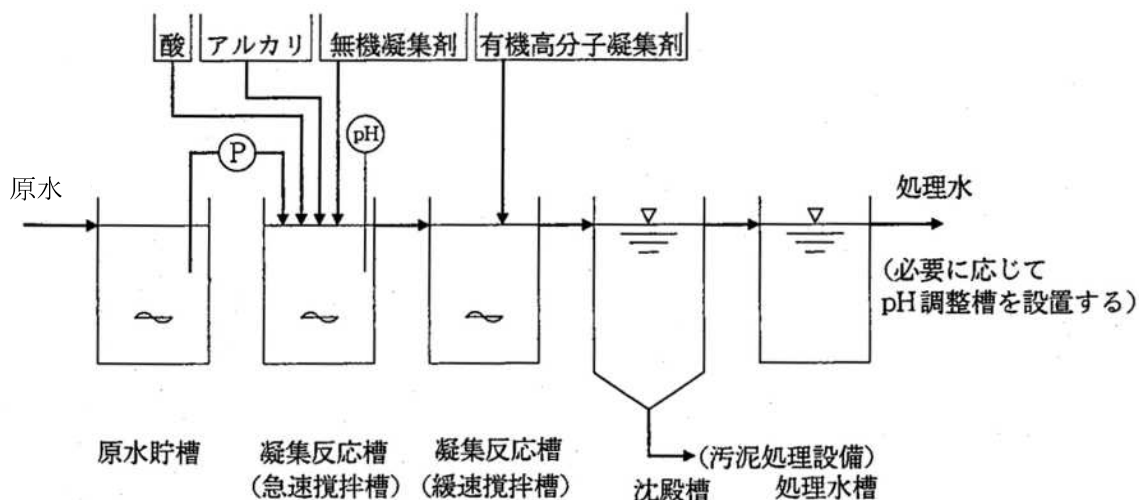 酸
アルカリ
無機凝集剤
有機高分子凝集剤
pH
P
原水
処理水
(必要に応じて
pH調整槽を設置する)
原水貯槽
凝集反応槽
(急速撹拌槽)
凝集反応槽
(緩速撹拌槽)
(汚泥処理設備)
沈殿槽
処理水槽